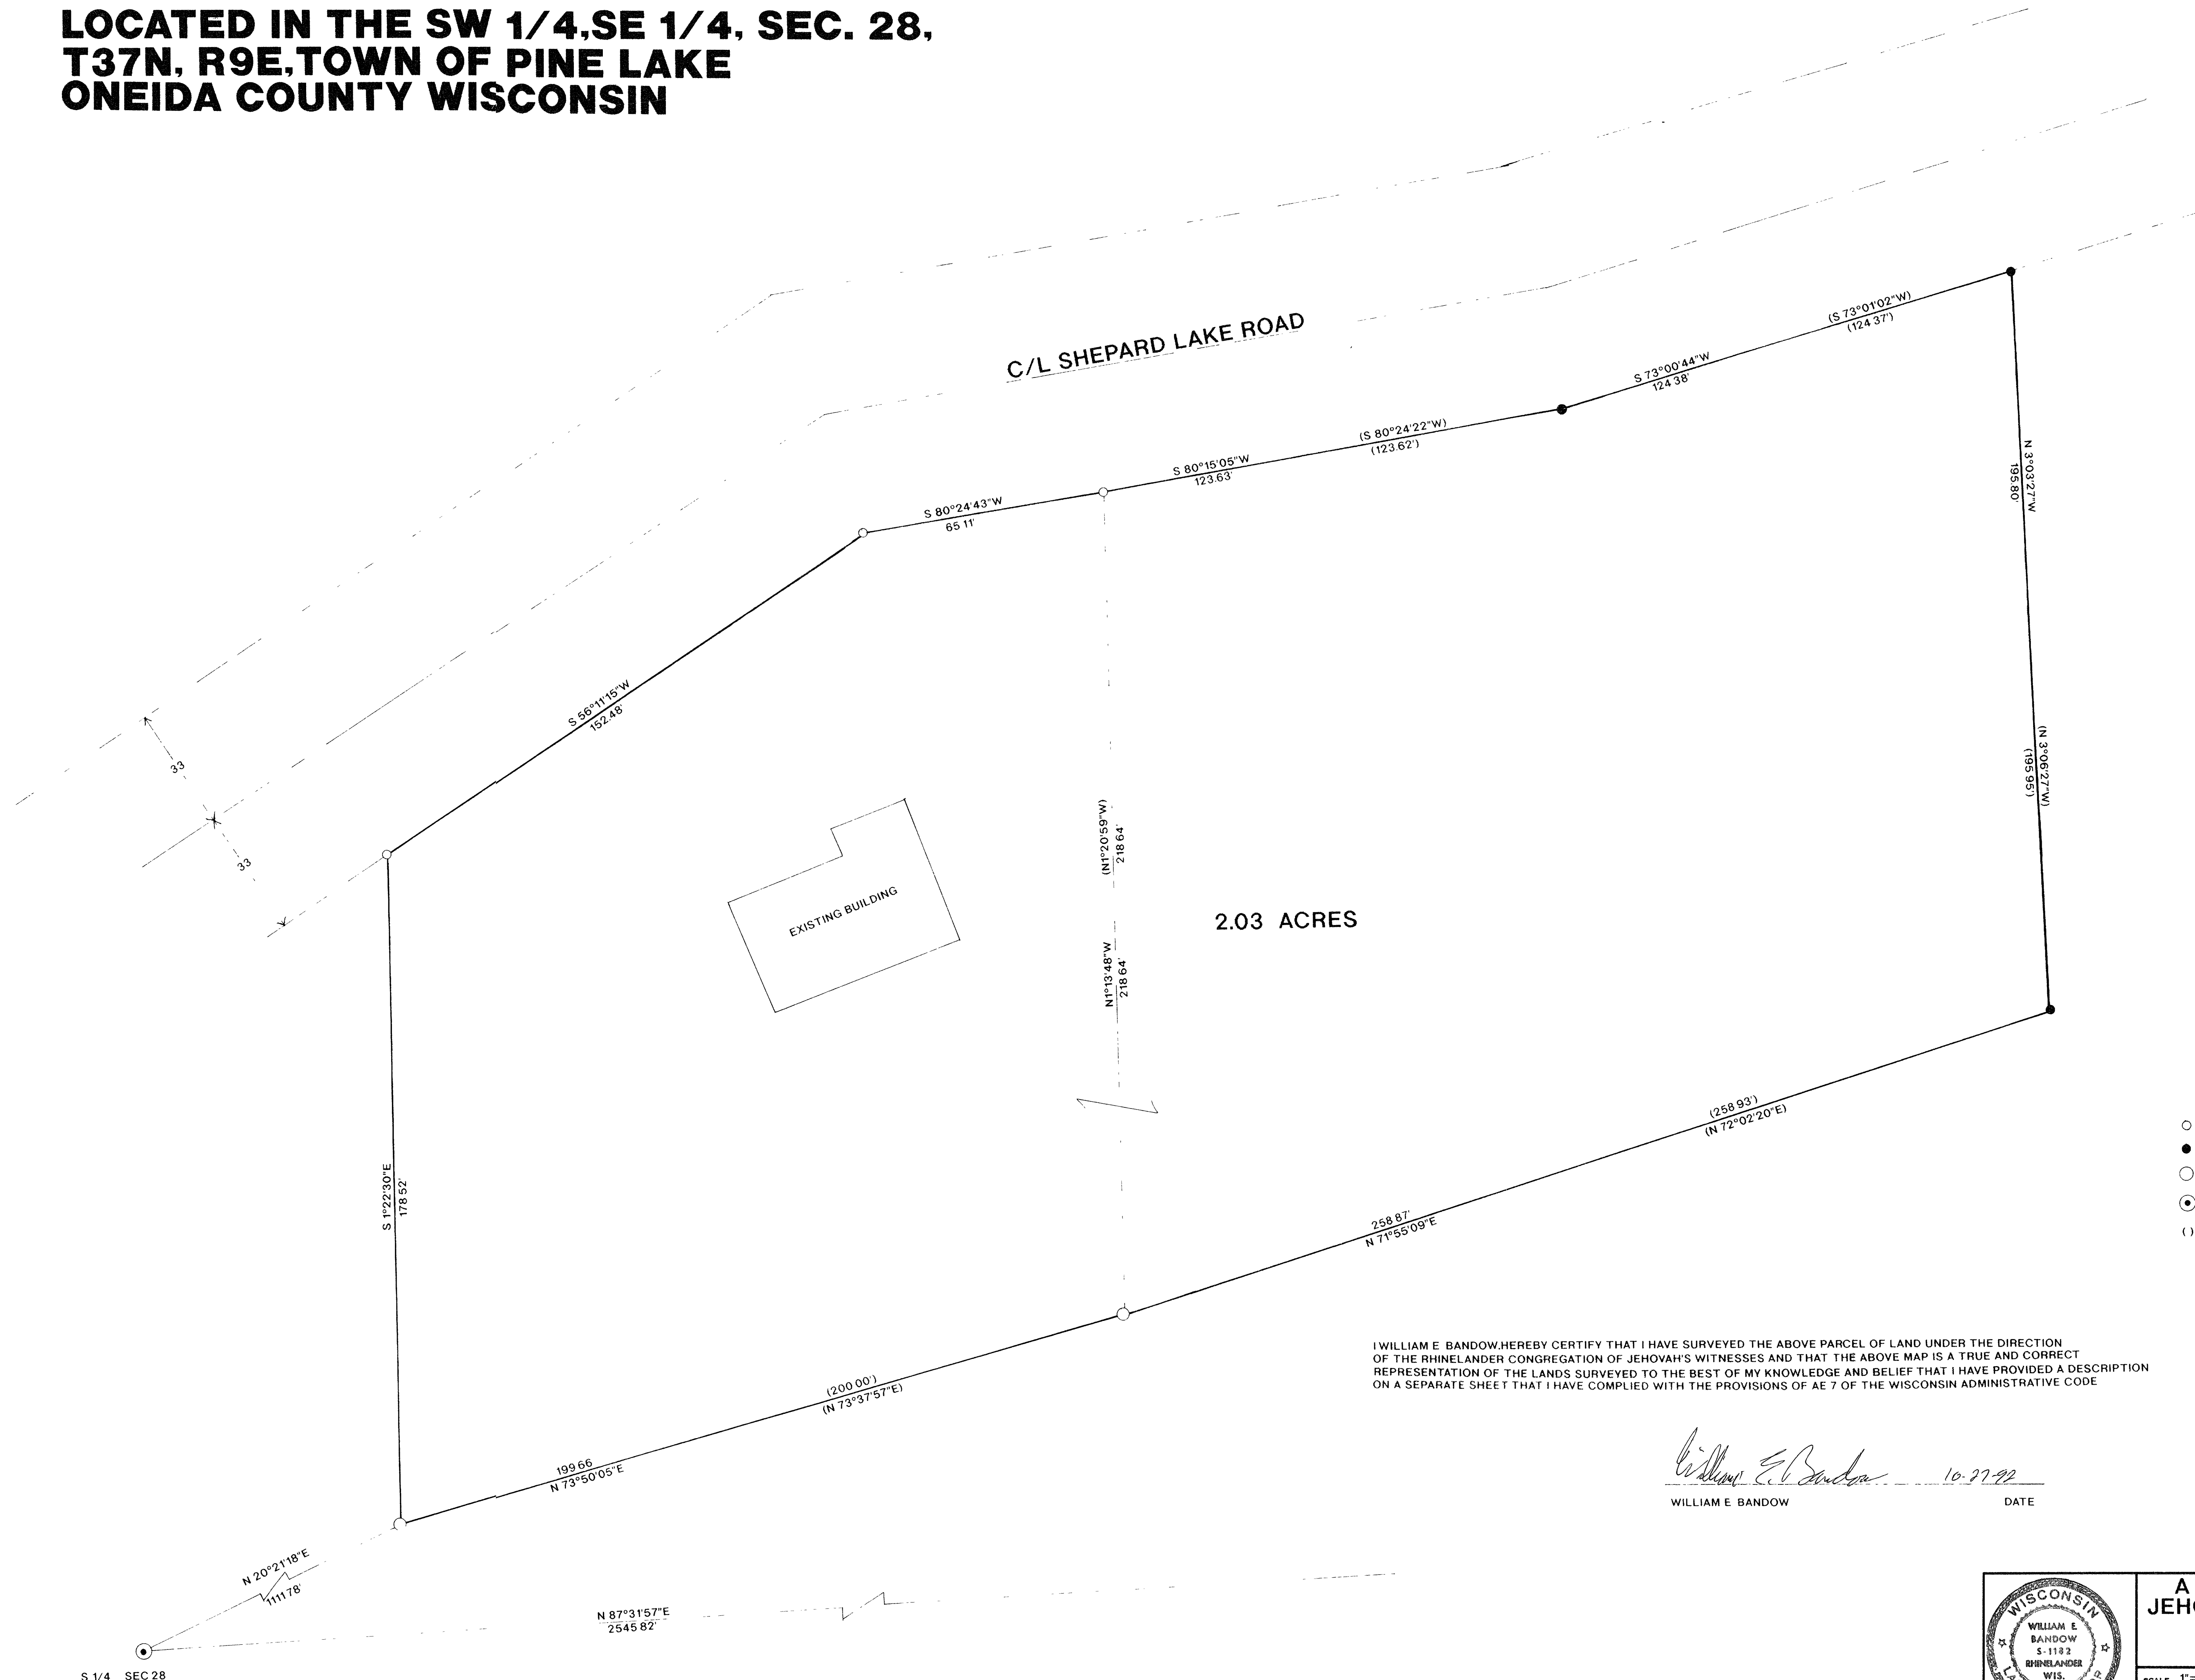 LOCATED IN THE SW 1/4,SE 1/4, SEC. 28,
T37N, R9E,TOWN OF PINE LAKE
ONEIDA COUNTY WISCONSIN
C/L SHEPARD LAKE ROAD
(S 73°01'02"W)
(124 37')
S 73°00'44"W
124 38'
(S 80°24'22"W)
(123.62')
S 80°15'05"W
123.63'
S 80°24'43"W
65 11'
N 3°03'27"W
195.80'
S 56°11'15"W
152.48'
33
33
(N 3°06'27"W)
(195 95')
EXISTING BUILDING
(N1°20'59"W)
218 64'
2.03 ACRES
N1°13'48"W
218 64'
(258 93')
(N 72°02'20"E)
S 1°22'30"E
178 52'
258 87'
N 71°55'09"E
( )
(200 00')
(N 73°37'57"E)
199 66
N 73°50'05"E
I WILLIAM E BANDOW,HEREBY CERTIFY THAT I HAVE SURVEYED THE ABOVE PARCEL OF LAND UNDER THE DIRECTION
OF THE RHINELANDER CONGREGATION OF JEHOVAH'S WITNESSES AND THAT THE ABOVE MAP IS A TRUE AND CORRECT
REPRESENTATION OF THE LANDS SURVEYED TO THE BEST OF MY KNOWLEDGE AND BELIEF THAT I HAVE PROVIDED A DESCRIPTION
ON A SEPARATE SHEET THAT I HAVE COMPLIED WITH THE PROVISIONS OF AE 7 OF THE WISCONSIN ADMINISTRATIVE CODE
William E. Bandow 10-27-92
WILLIAM E BANDOW DATE
N 20°21'18"E
1111 78'
N 87°31'57"E
2545 82'
S 1/4 SEC 28
WISCONSIN
WILLIAM E.
BANDOW
S-1182
RHINELANDER
WIS.
A
JEH